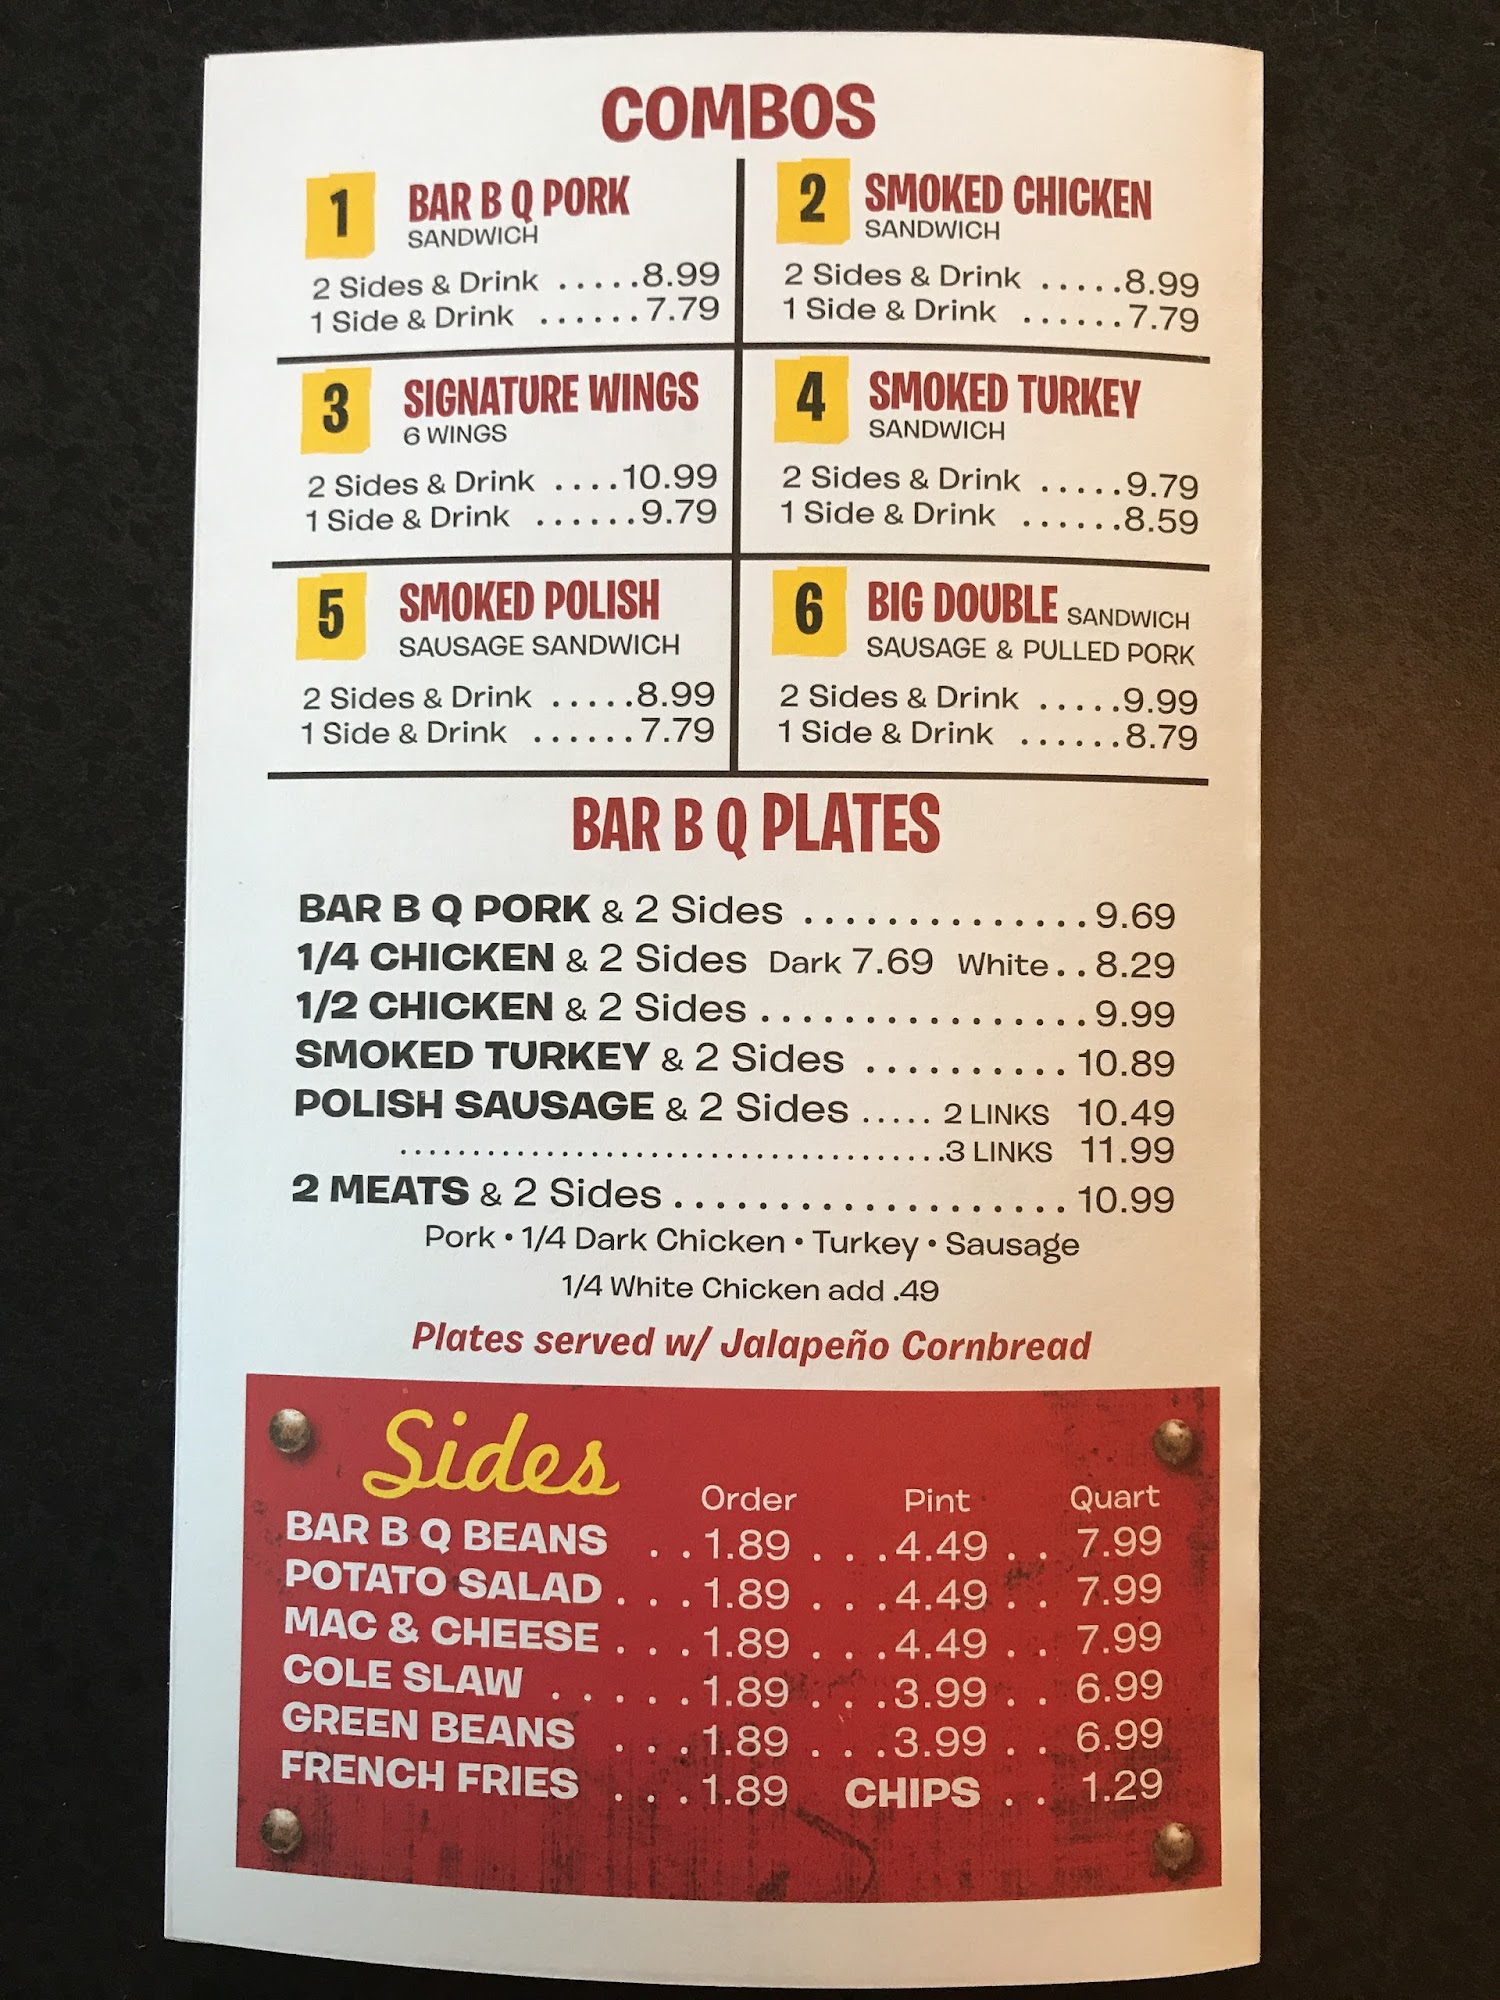 COMBOS
1 BAR B Q PORK
SANDWICH
2 Sides & Drink .....8.99
1 Side & Drink ......7.79
2 SMOKED CHICKEN
SANDWICH
2 Sides & Drink .....8.99
1 Side & Drink ......7.79
3 SIGNATURE WINGS
6 WINGS
2 Sides & Drink ....10.99
1 Side & Drink ......9.79
4 SMOKED TURKEY
SANDWICH
2 Sides & Drink .....9.79
1 Side & Drink ......8.59
5 SMOKED POLISH
SAUSAGE SANDWICH
2 Sides & Drink .....8.99
1 Side & Drink ......7.79
6 BIG DOUBLE SANDWICH
SAUSAGE & PULLED PORK
2 Sides & Drink .....9.99
1 Side & Drink ......8.79
BAR B Q PLATES
BAR B Q PORK & 2 Sides ..............9.69
1/4 CHICKEN & 2 Sides Dark 7.69 White..8.29
1/2 CHICKEN & 2 Sides................9.99
SMOKED TURKEY & 2 Sides ..........10.89
POLISH SAUSAGE & 2 Sides ..... 2 LINKS 10.49
.......................................3 LINKS 11.99
2 MEATS & 2 Sides...................10.99
Pork • 1/4 Dark Chicken • Turkey • Sausage
1/4 White Chicken add .49
Plates served w/ Jalapeño Cornbread
Sides
Order Pint Quart
BAR B Q BEANS ..1.89 ...4.49 .. 7.99
POTATO SALAD ...1.89 ...4.49 .. 7.99
MAC & CHEESE ...1.89 ...4.49 .. 7.99
COLE SLAW .....1.89 ...3.99 .. 6.99
GREEN BEANS ...1.89 ...3.99 .. 6.99
FRENCH FRIES ...1.89 CHIPS .. 1.29